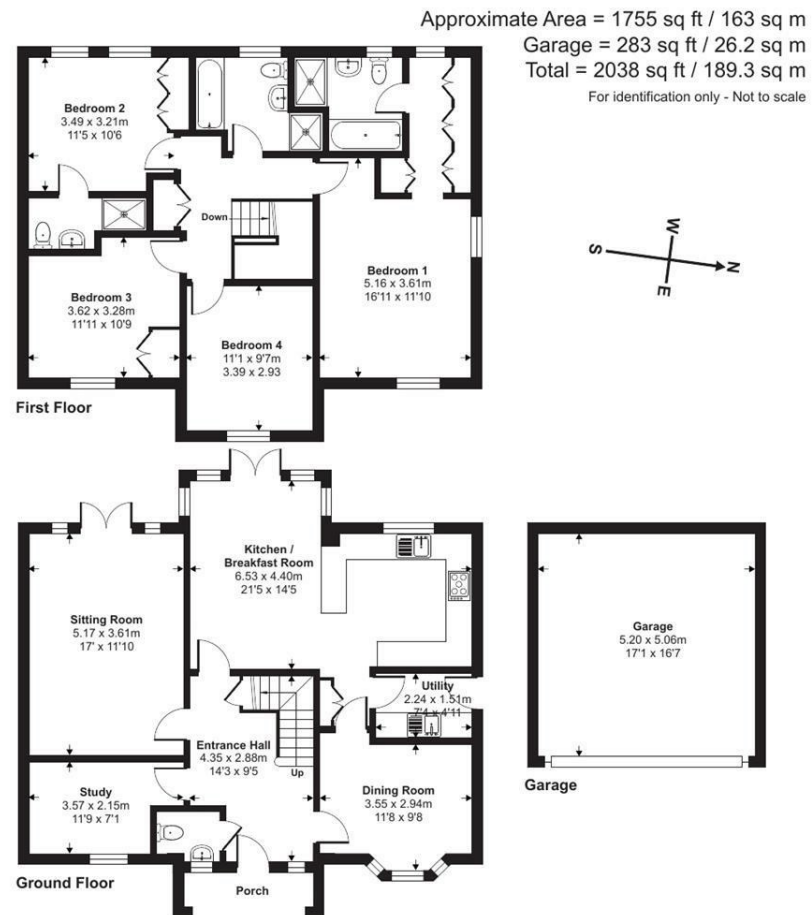 Approximate Area = 1755 sq ft / 163 sq m
Garage = 283 sq ft / 26.2 sq m
Total = 2038 sq ft / 189.3 sq m
For identification only - Not to scale
Bedroom 2
3.49 x 3.21m
11'5 x 10'6
Down
Bedroom 1
5.16 x 3.61m
16'11 x 11'10
Bedroom 3
3.62 x 3.28m
11'11 x 10'9
Bedroom 4
11'1 x 9'7m
3.39 x 2.93
First Floor
W
S
N
E
Kitchen /
Breakfast Room
6.53 x 4.40m
21'5 x 14'5
Sitting Room
5.17 x 3.61m
17' x 11'10
Utility
2.24 x 1.51m
7'4 x 4'11
Entrance Hall
4.35 x 2.88m
14'3 x 9'5
Up
Study
3.57 x 2.15m
11'9 x 7'1
Dining Room
3.55 x 2.94m
11'8 x 9'8
Porch
Ground Floor
Garage
5.20 x 5.06m
17'1 x 16'7
Garage